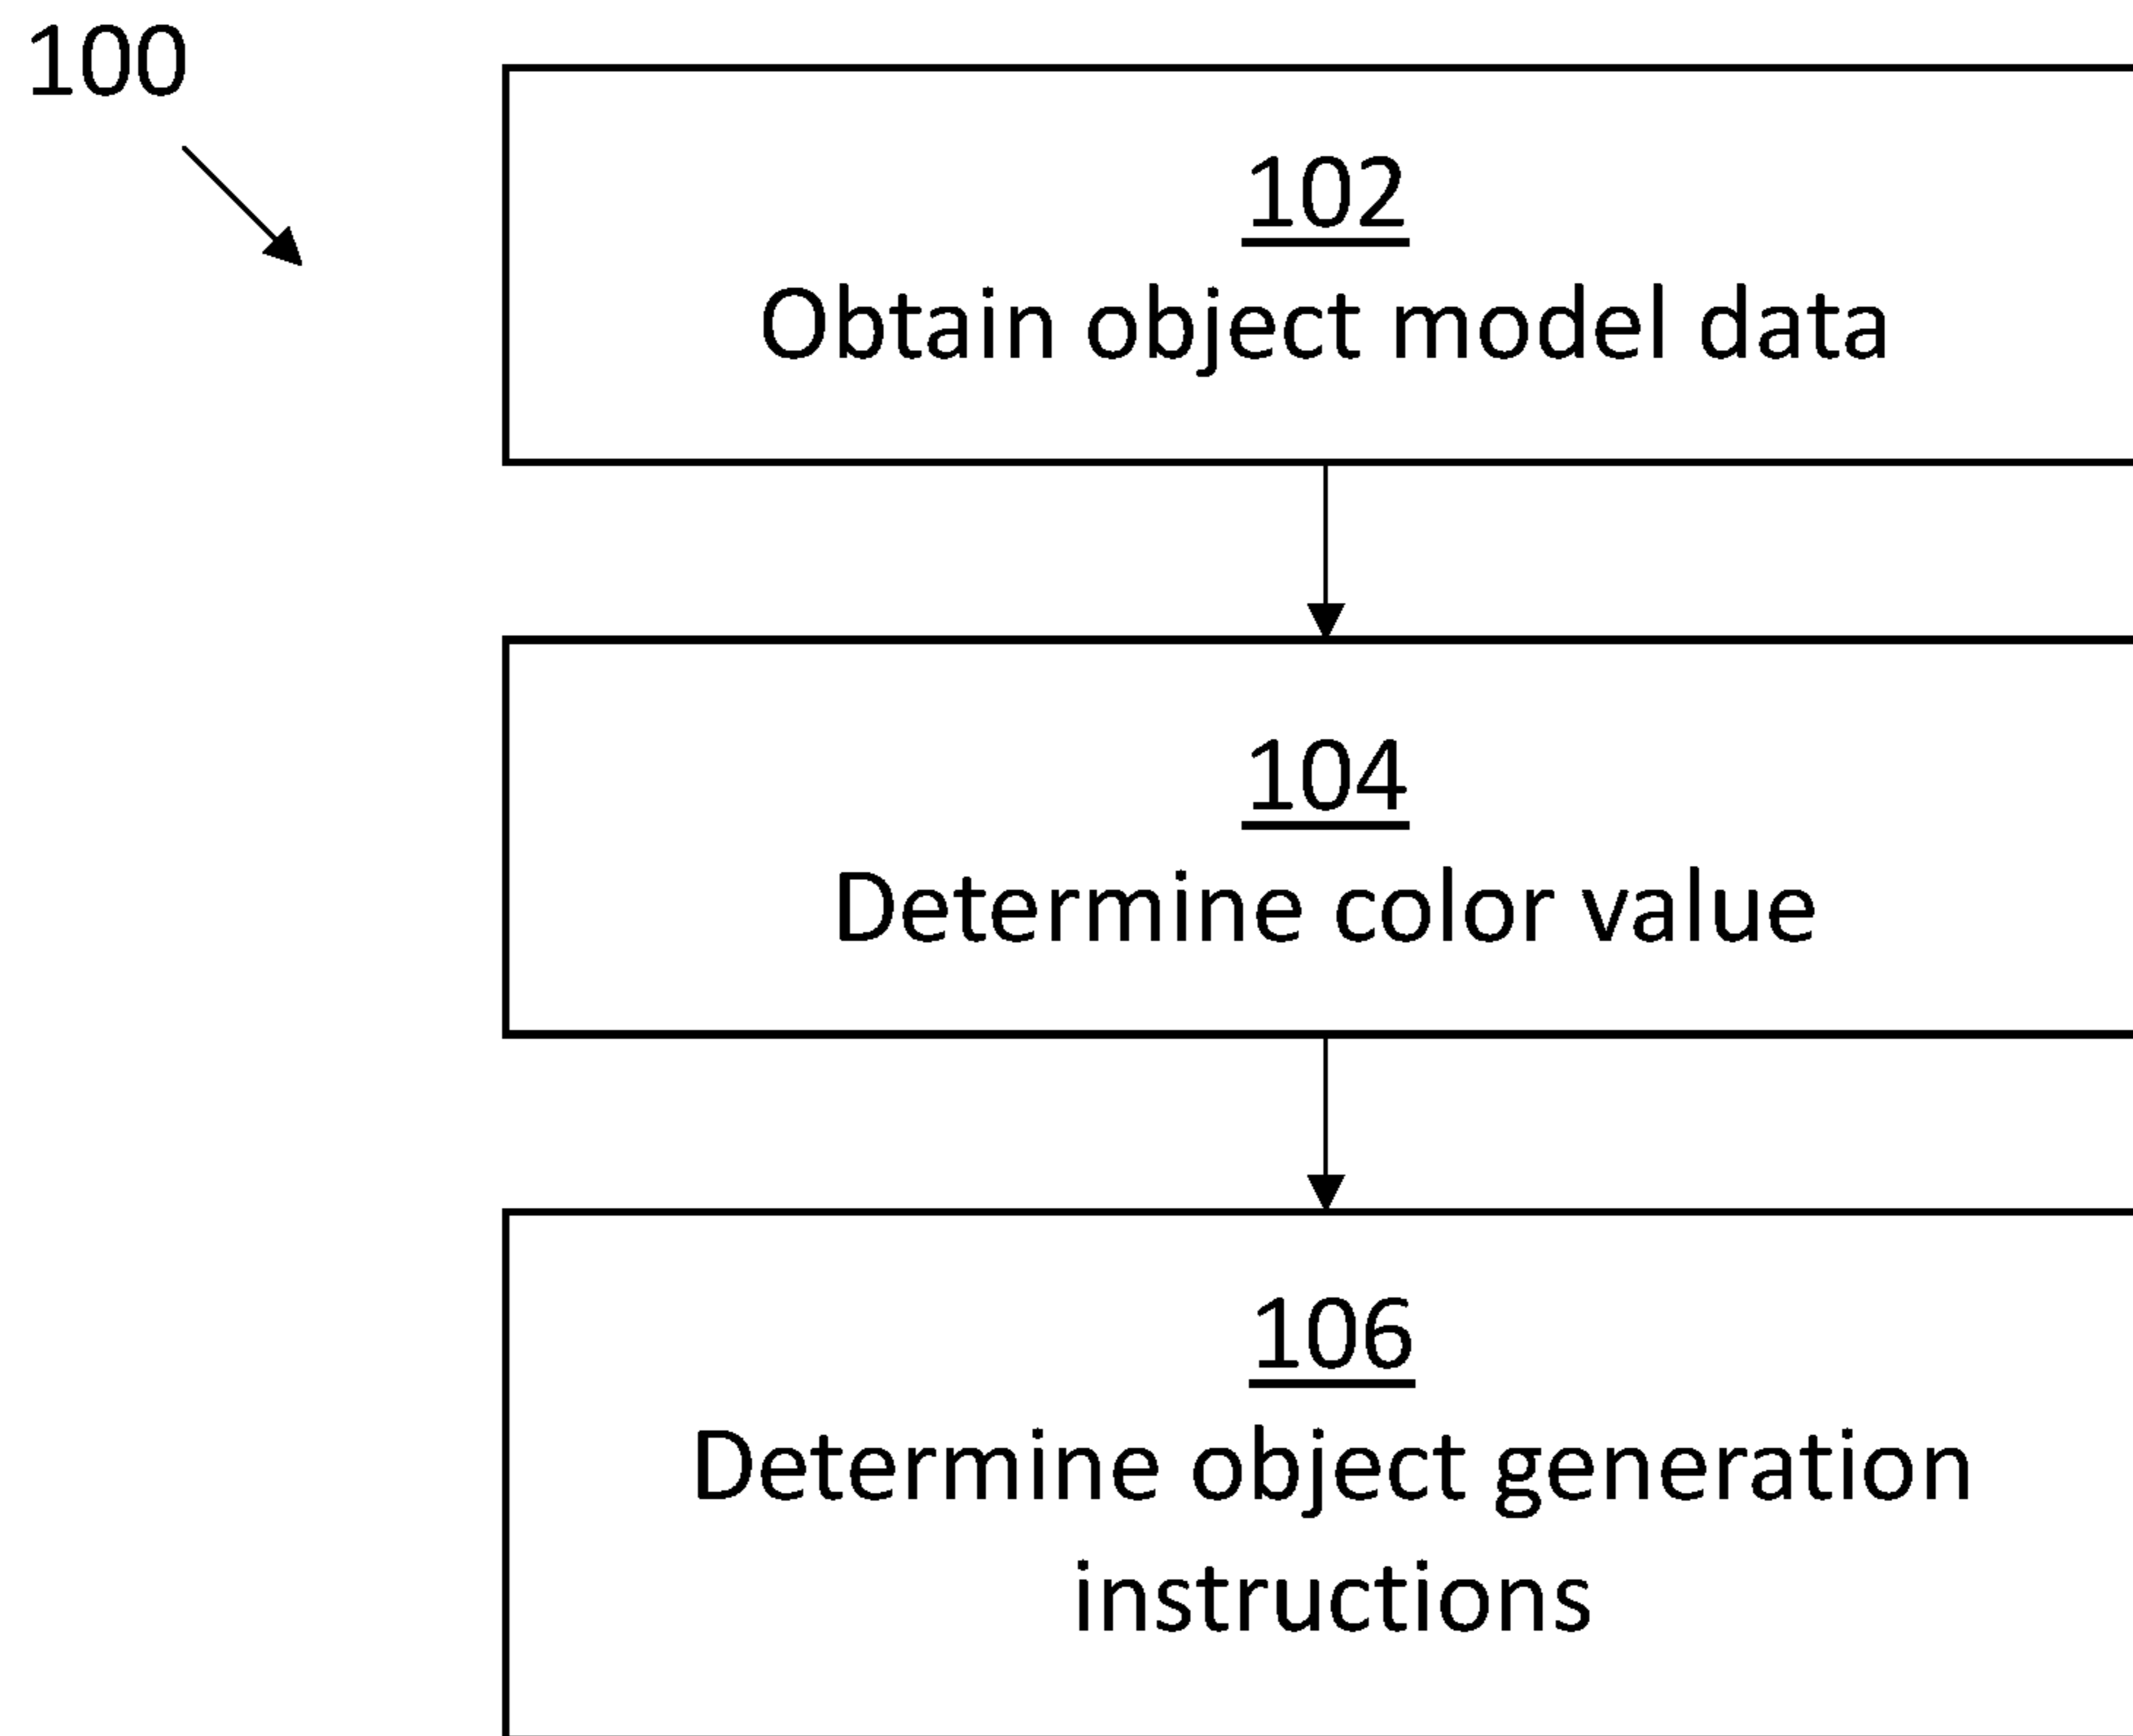 100
102
Obtain object model data
104
Determine color value
106
Determine object generation
instructions